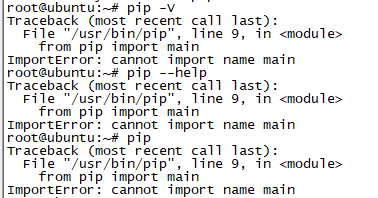 root@ubuntu:~# pip -V
Traceback (most recent call last):
  File "/usr/bin/pip", line 9, in <module>
    from pip import main
ImportError: cannot import name main
root@ubuntu:~# pip --help
Traceback (most recent call last):
  File "/usr/bin/pip", line 9, in <module>
    from pip import main
ImportError: cannot import name main
root@ubuntu:~# pip
Traceback (most recent call last):
  File "/usr/bin/pip", line 9, in <module>
    from pip import main
ImportError: cannot import name main